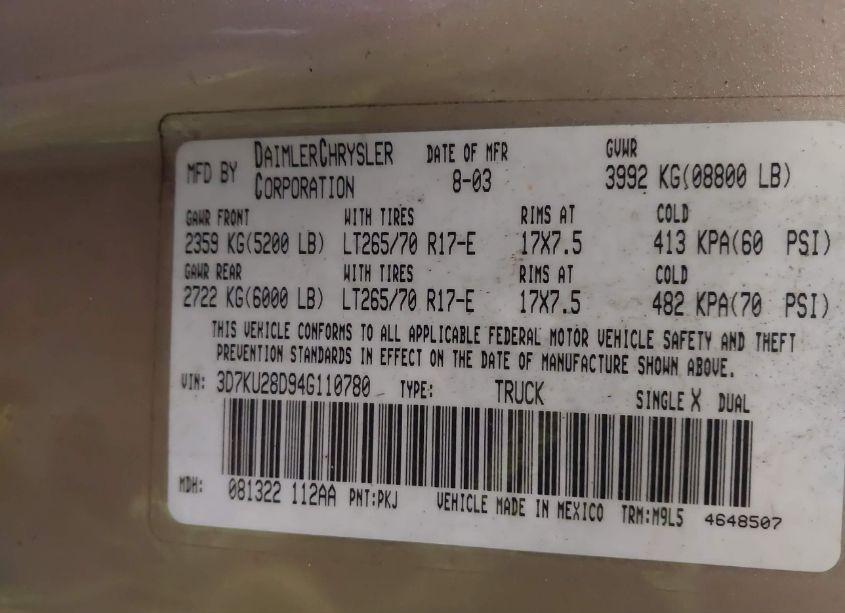 MFD BY DAIMLERCHRYSLER CORPORATION DATE OF MFR 8-03 GVWR 3992 KG(08800 LB)
GAWR FRONT WITH TIRES RIMS AT COLD
2359 KG(5200 LB) LT265/70 R17-E 17X7.5 413 KPA(60 PSI)
GAWR REAR WITH TIRES RIMS AT COLD
2722 KG(6000 LB) LT265/70 R17-E 17X7.5 482 KPA(70 PSI)
THIS VEHICLE CONFORMS TO ALL APPLICABLE FEDERAL MOTOR VEHICLE SAFETY AND THEFT
PREVENTION STANDARDS IN EFFECT ON THE DATE OF MANUFACTURE SHOWN ABOVE.
VIN: 3D7KU28D94G110780 TYPE: TRUCK SINGLE X DUAL
MDH: 081322 112AA PNT:PKJ VEHICLE MADE IN MEXICO TRM:M9L5 4648507